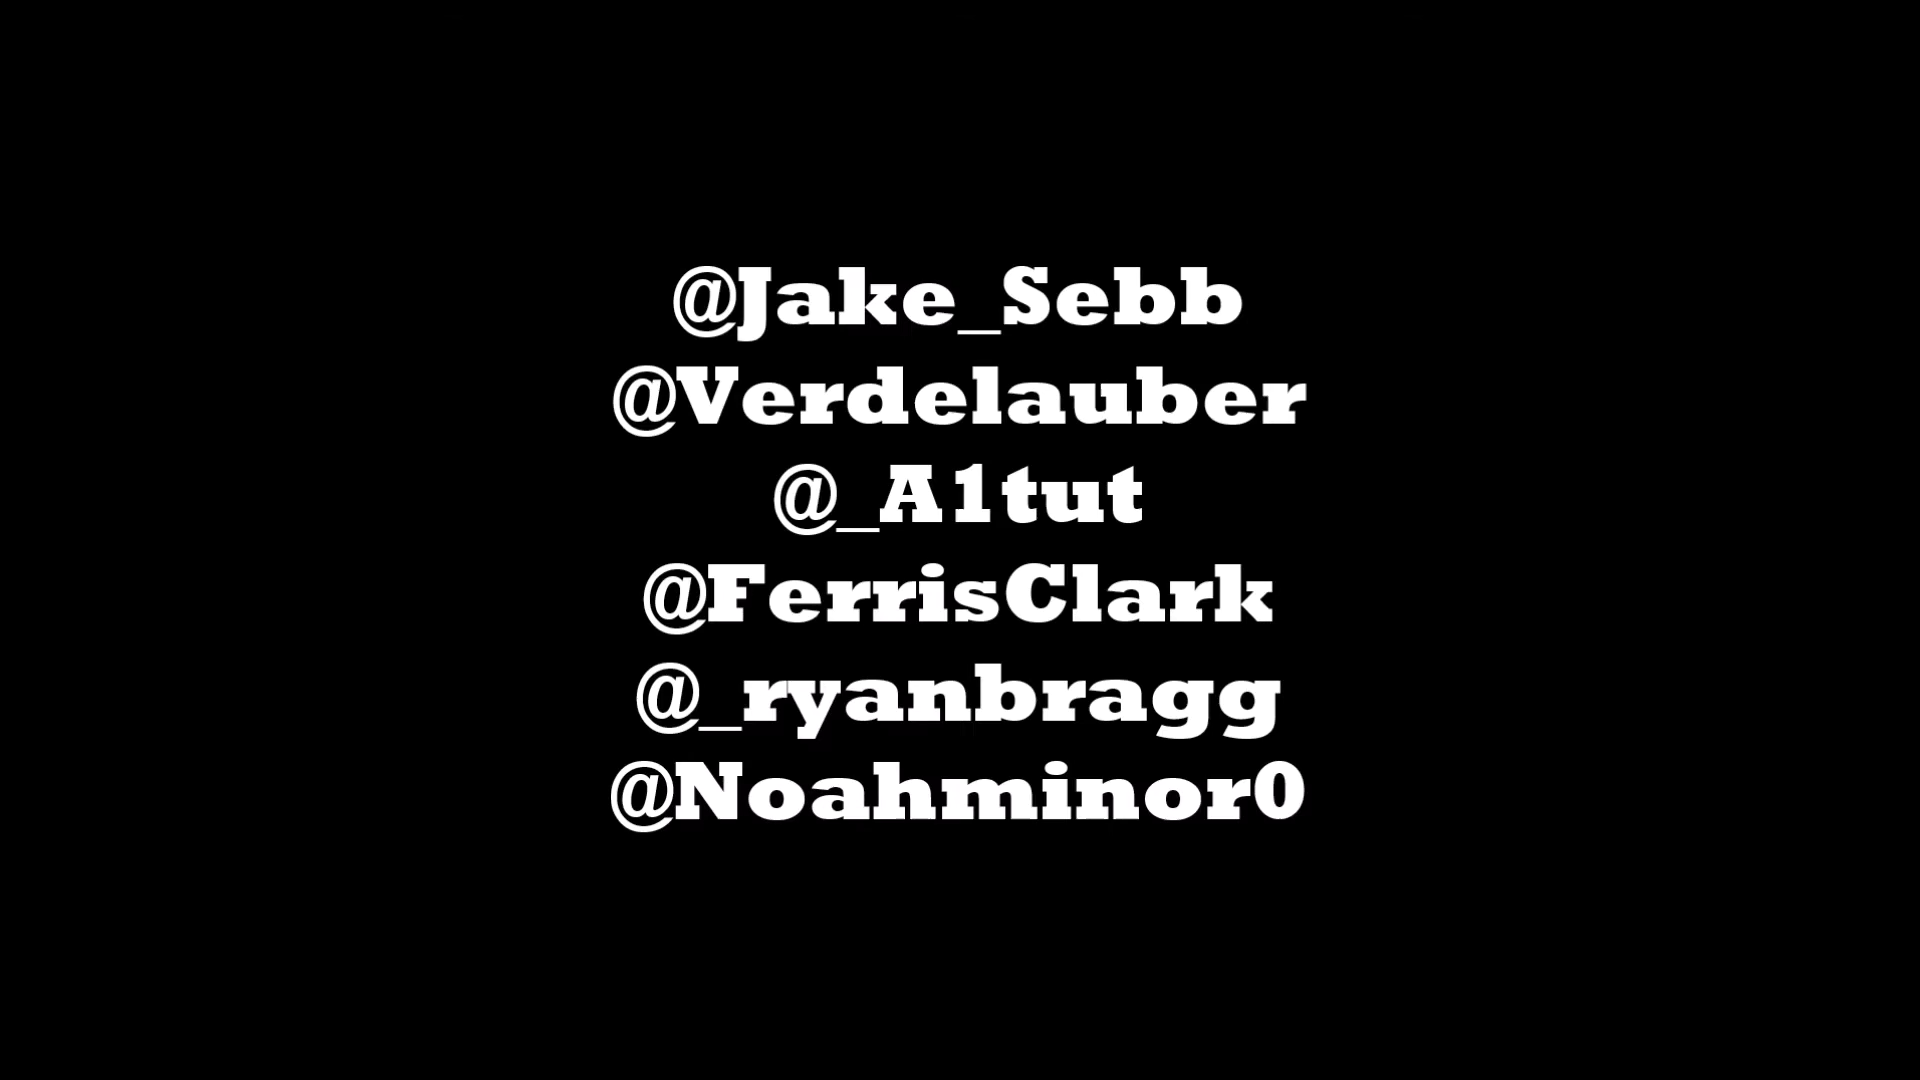 @Jake_Sebb
@Verdelauber
@_A1tut
@FerrisClark
@_ryanbragg
@Noahminor0